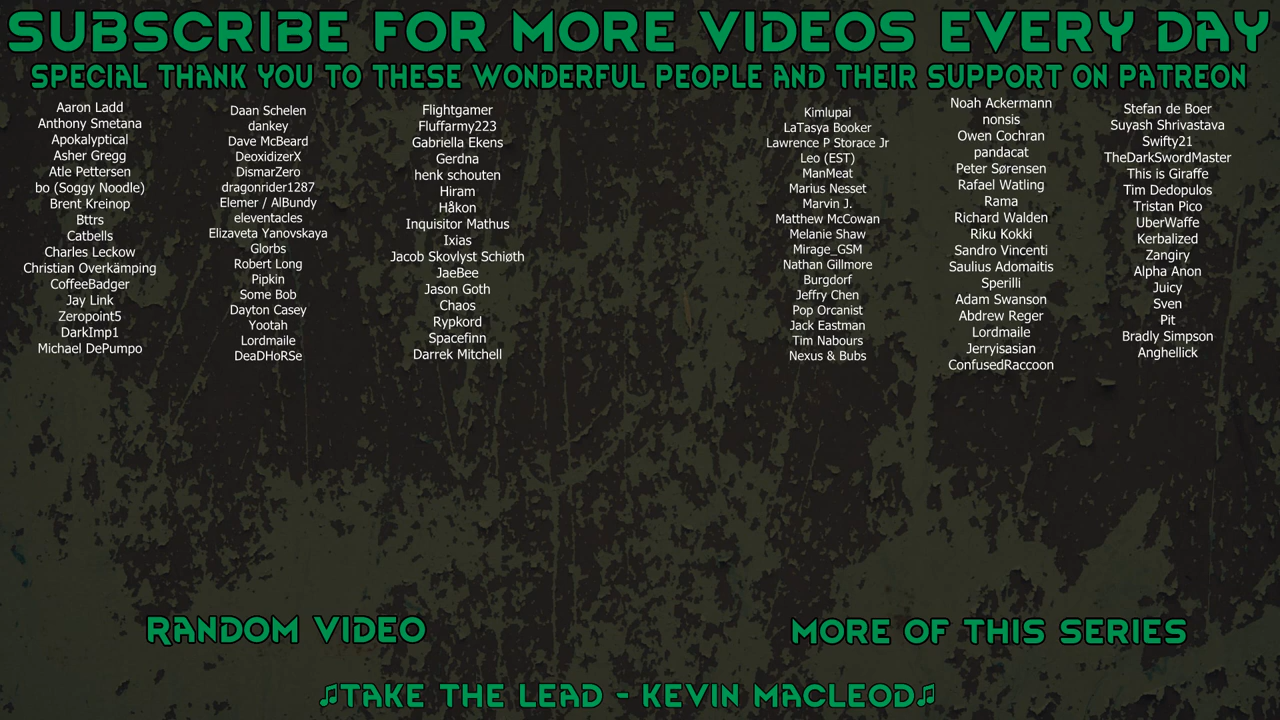 SUBSCRIBE FOR MORE VIDEOS EVERY DAY
SPECIAL THANK YOU TO THESE WONDERFUL PEOPLE AND THEIR SUPPORT ON PATREON
Aaron Ladd
Anthony Smetana
Apokalyptical
Asher Gregg
Atle Pettersen
bo (Soggy Noodle)
Brent Kreinop
Bttrs
Catbells
Charles Leckow
Christian Overkämping
CoffeeBadger
Jay Link
Zeropoint5
DarkImp1
Michael DePumpo
Daan Schelen
dankey
Dave McBeard
DeoxidizerX
DismarZero
dragonrider1287
Elemer / AlBundy
eleventacles
Elizaveta Yanovskaya
Glorbs
Robert Long
Pipkin
Some Bob
Dayton Casey
Yootah
Lordmaile
DeaDHoRSe
Flightgamer
Fluffarmy223
Gabriella Ekens
Gerdna
henk schouten
Hiram
Håkon
Inquisitor Mathus
Ixias
Jacob Skovlyst Schiøth
JaeBee
Jason Goth
Chaos
Rypkord
Spacefinn
Darrek Mitchell
Kimlupai
LaTasya Booker
Lawrence P Storace Jr
Leo (EST)
ManMeat
Marius Nesset
Marvin J.
Matthew McCowan
Melanie Shaw
Mirage_GSM
Nathan Gillmore
Burgdorf
Jeffry Chen
Pop Orcanist
Jack Eastman
Tim Nabours
Nexus & Bubs
Noah Ackermann
nonsis
Owen Cochran
pandacat
Peter Sørensen
Rafael Watling
Rama
Richard Walden
Riku Kokki
Sandro Vincenti
Saulius Adomaitis
Sperilli
Adam Swanson
Abdrew Reger
Lordmaile
Jerryisasian
ConfusedRaccoon
Stefan de Boer
Suyash Shrivastava
Swifty21
TheDarkSwordMaster
This is Giraffe
Tim Dedopulos
Tristan Pico
UberWaffe
Kerbalized
Zangiry
Alpha Anon
Juicy
Sven
Pit
Bradly Simpson
Anghellick
RANDOM VIDEO
MORE OF THIS SERIES
♫TAKE THE LEAD - KEVIN MACLEOD♫